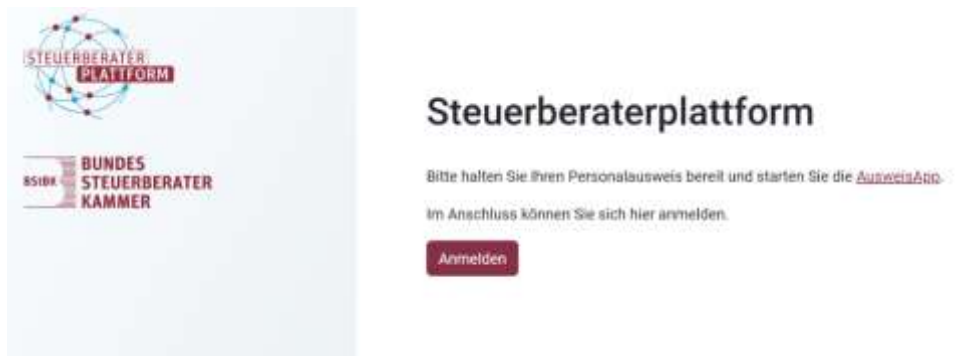 STEUERBERATER
PLATTFORM
BStBK
BUNDES
STEUERBERATER
KAMMER
Steuerberaterplattform
Bitte halten Sie Ihren Personalausweis bereit und starten Sie die AusweisApp.
Im Anschluss können Sie sich hier anmelden.
Anmelden